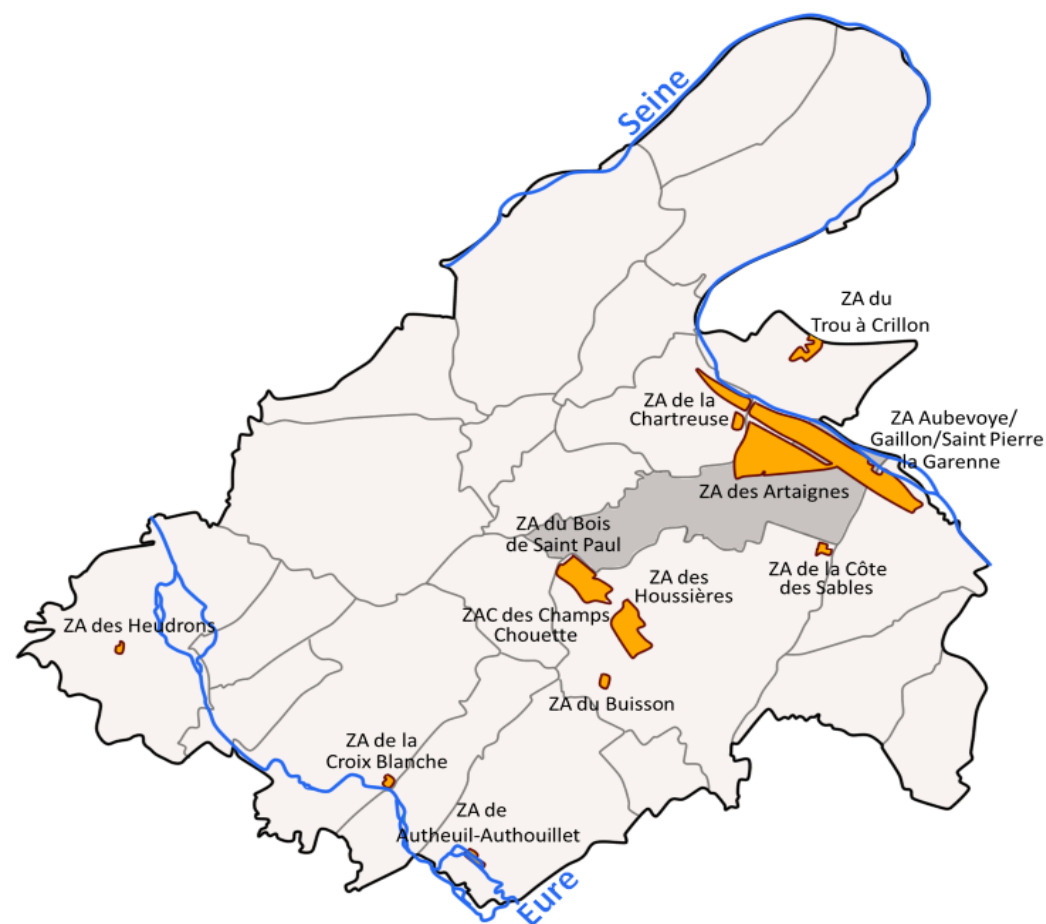 Seine
ZA du
Trou à Crillon
ZA de la
Chartreuse
ZA Aubevoye/
Gaillon/Saint Pierre
la Garenne
ZA des Artaignes
ZA du Bois
de Saint Paul
ZA des
Houssières
ZA de la Côte
des Sables
ZAC des Champs
Chouette
ZA des Heudrons
ZA du Buisson
ZA de la
Croix Blanche
ZA de
Autheuil-Authouillet
Eure